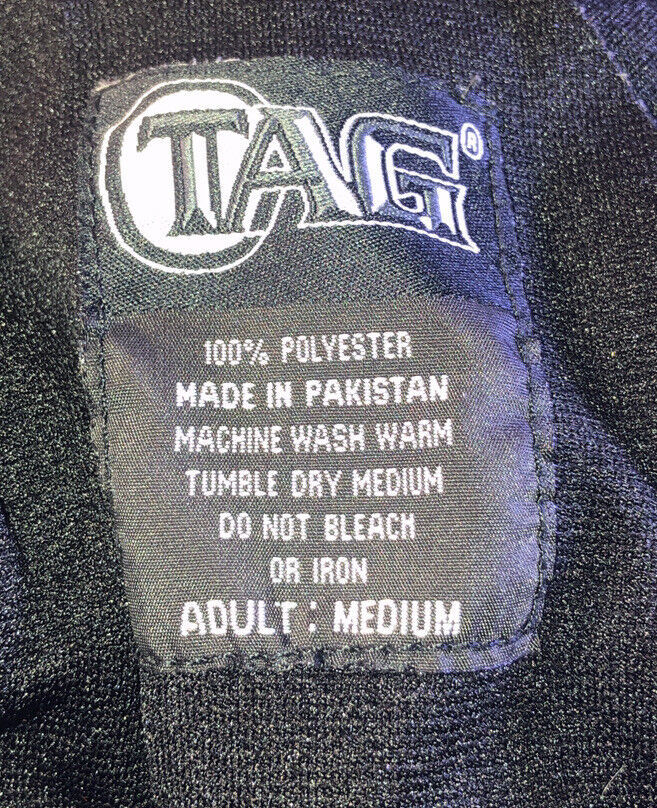 TAG®
100% POLYESTER
MADE IN PAKISTAN
MACHINE WASH WARM
TUMBLE DRY MEDIUM
DO NOT BLEACH
OR IRON
ADULT : MEDIUM